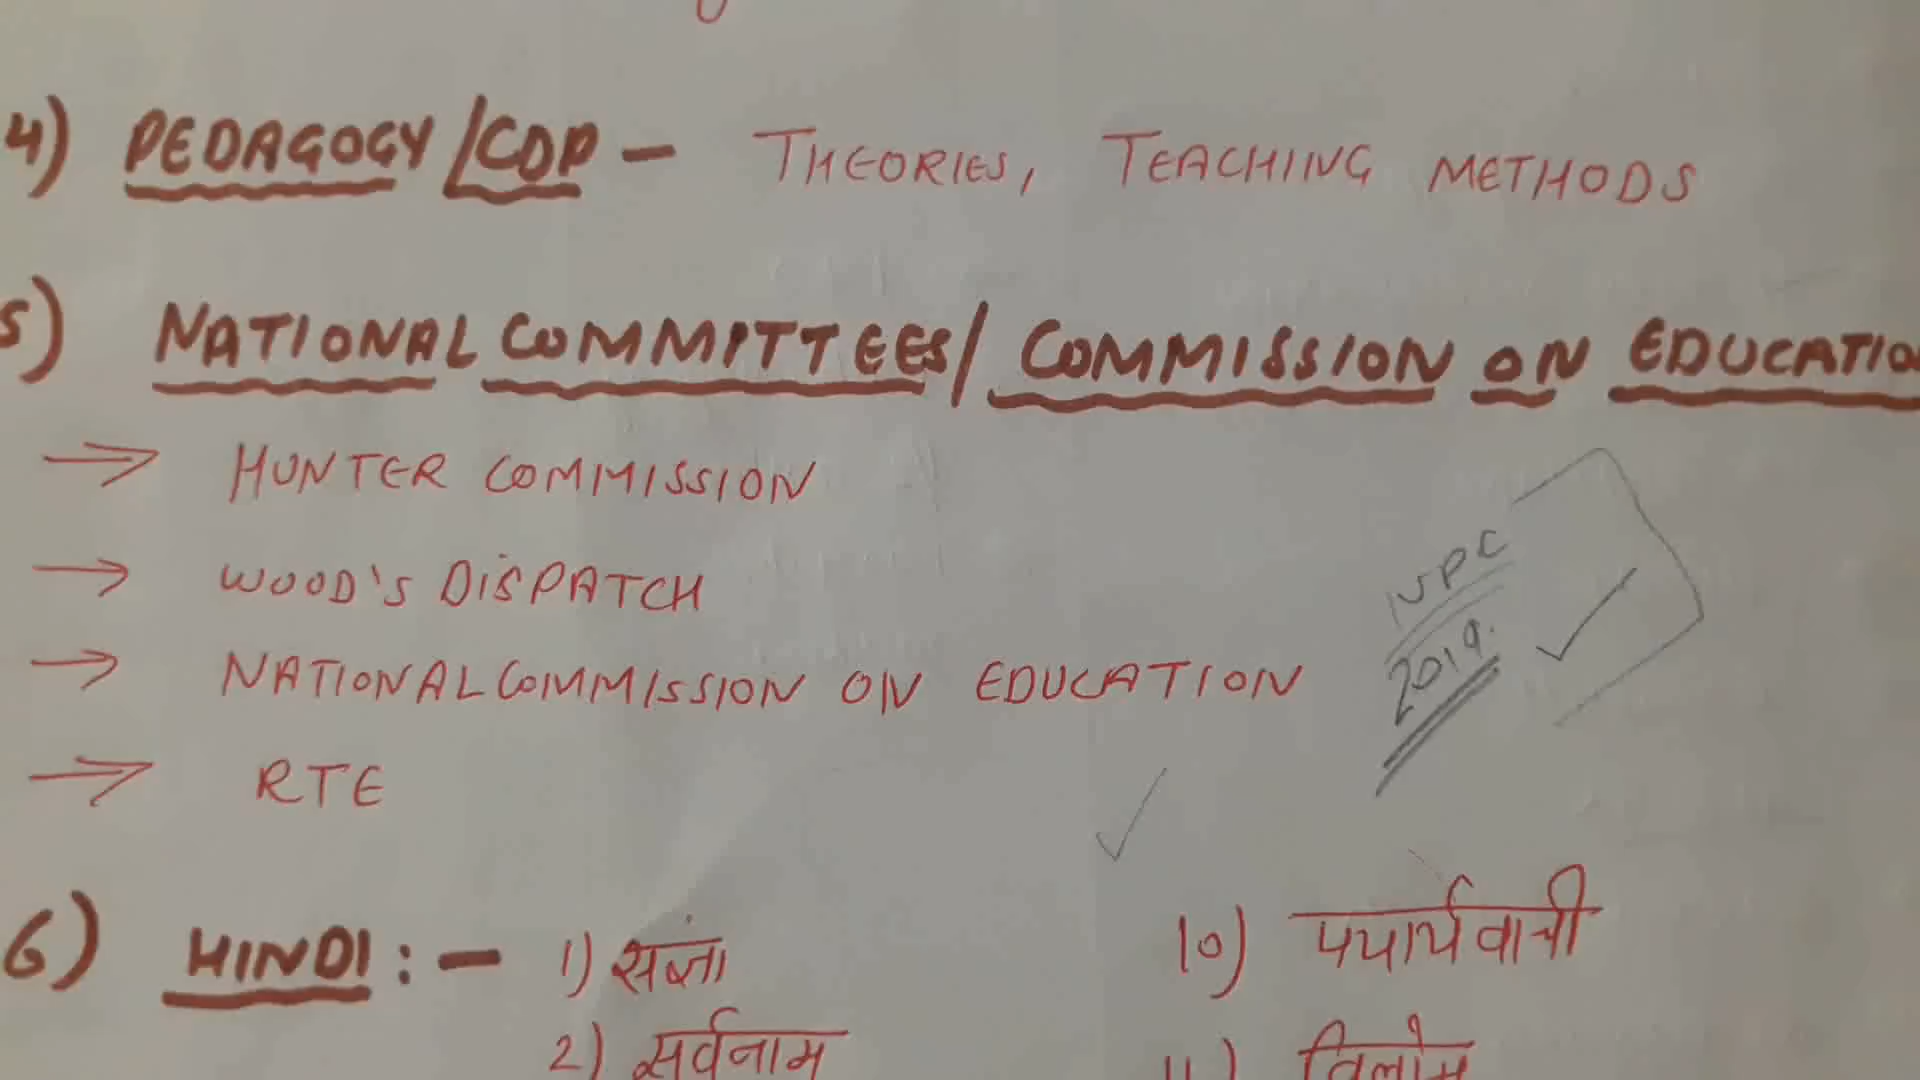 4) PEDAGOGY/CDP - THEORIES, TEACHING METHODS
5) NATIONAL COMMITTEES/ COMMISSION ON EDUCATIO
→ HUNTER COMMISSION
→ WOOD'S DISPATCH
→ NATIONAL COMMISSION ON EDUCATION
→ RTE
2019.
6) HINDI :- 1) संज्ञा
10) पर्यायवाची
2) सर्वनाम
11) विलोम